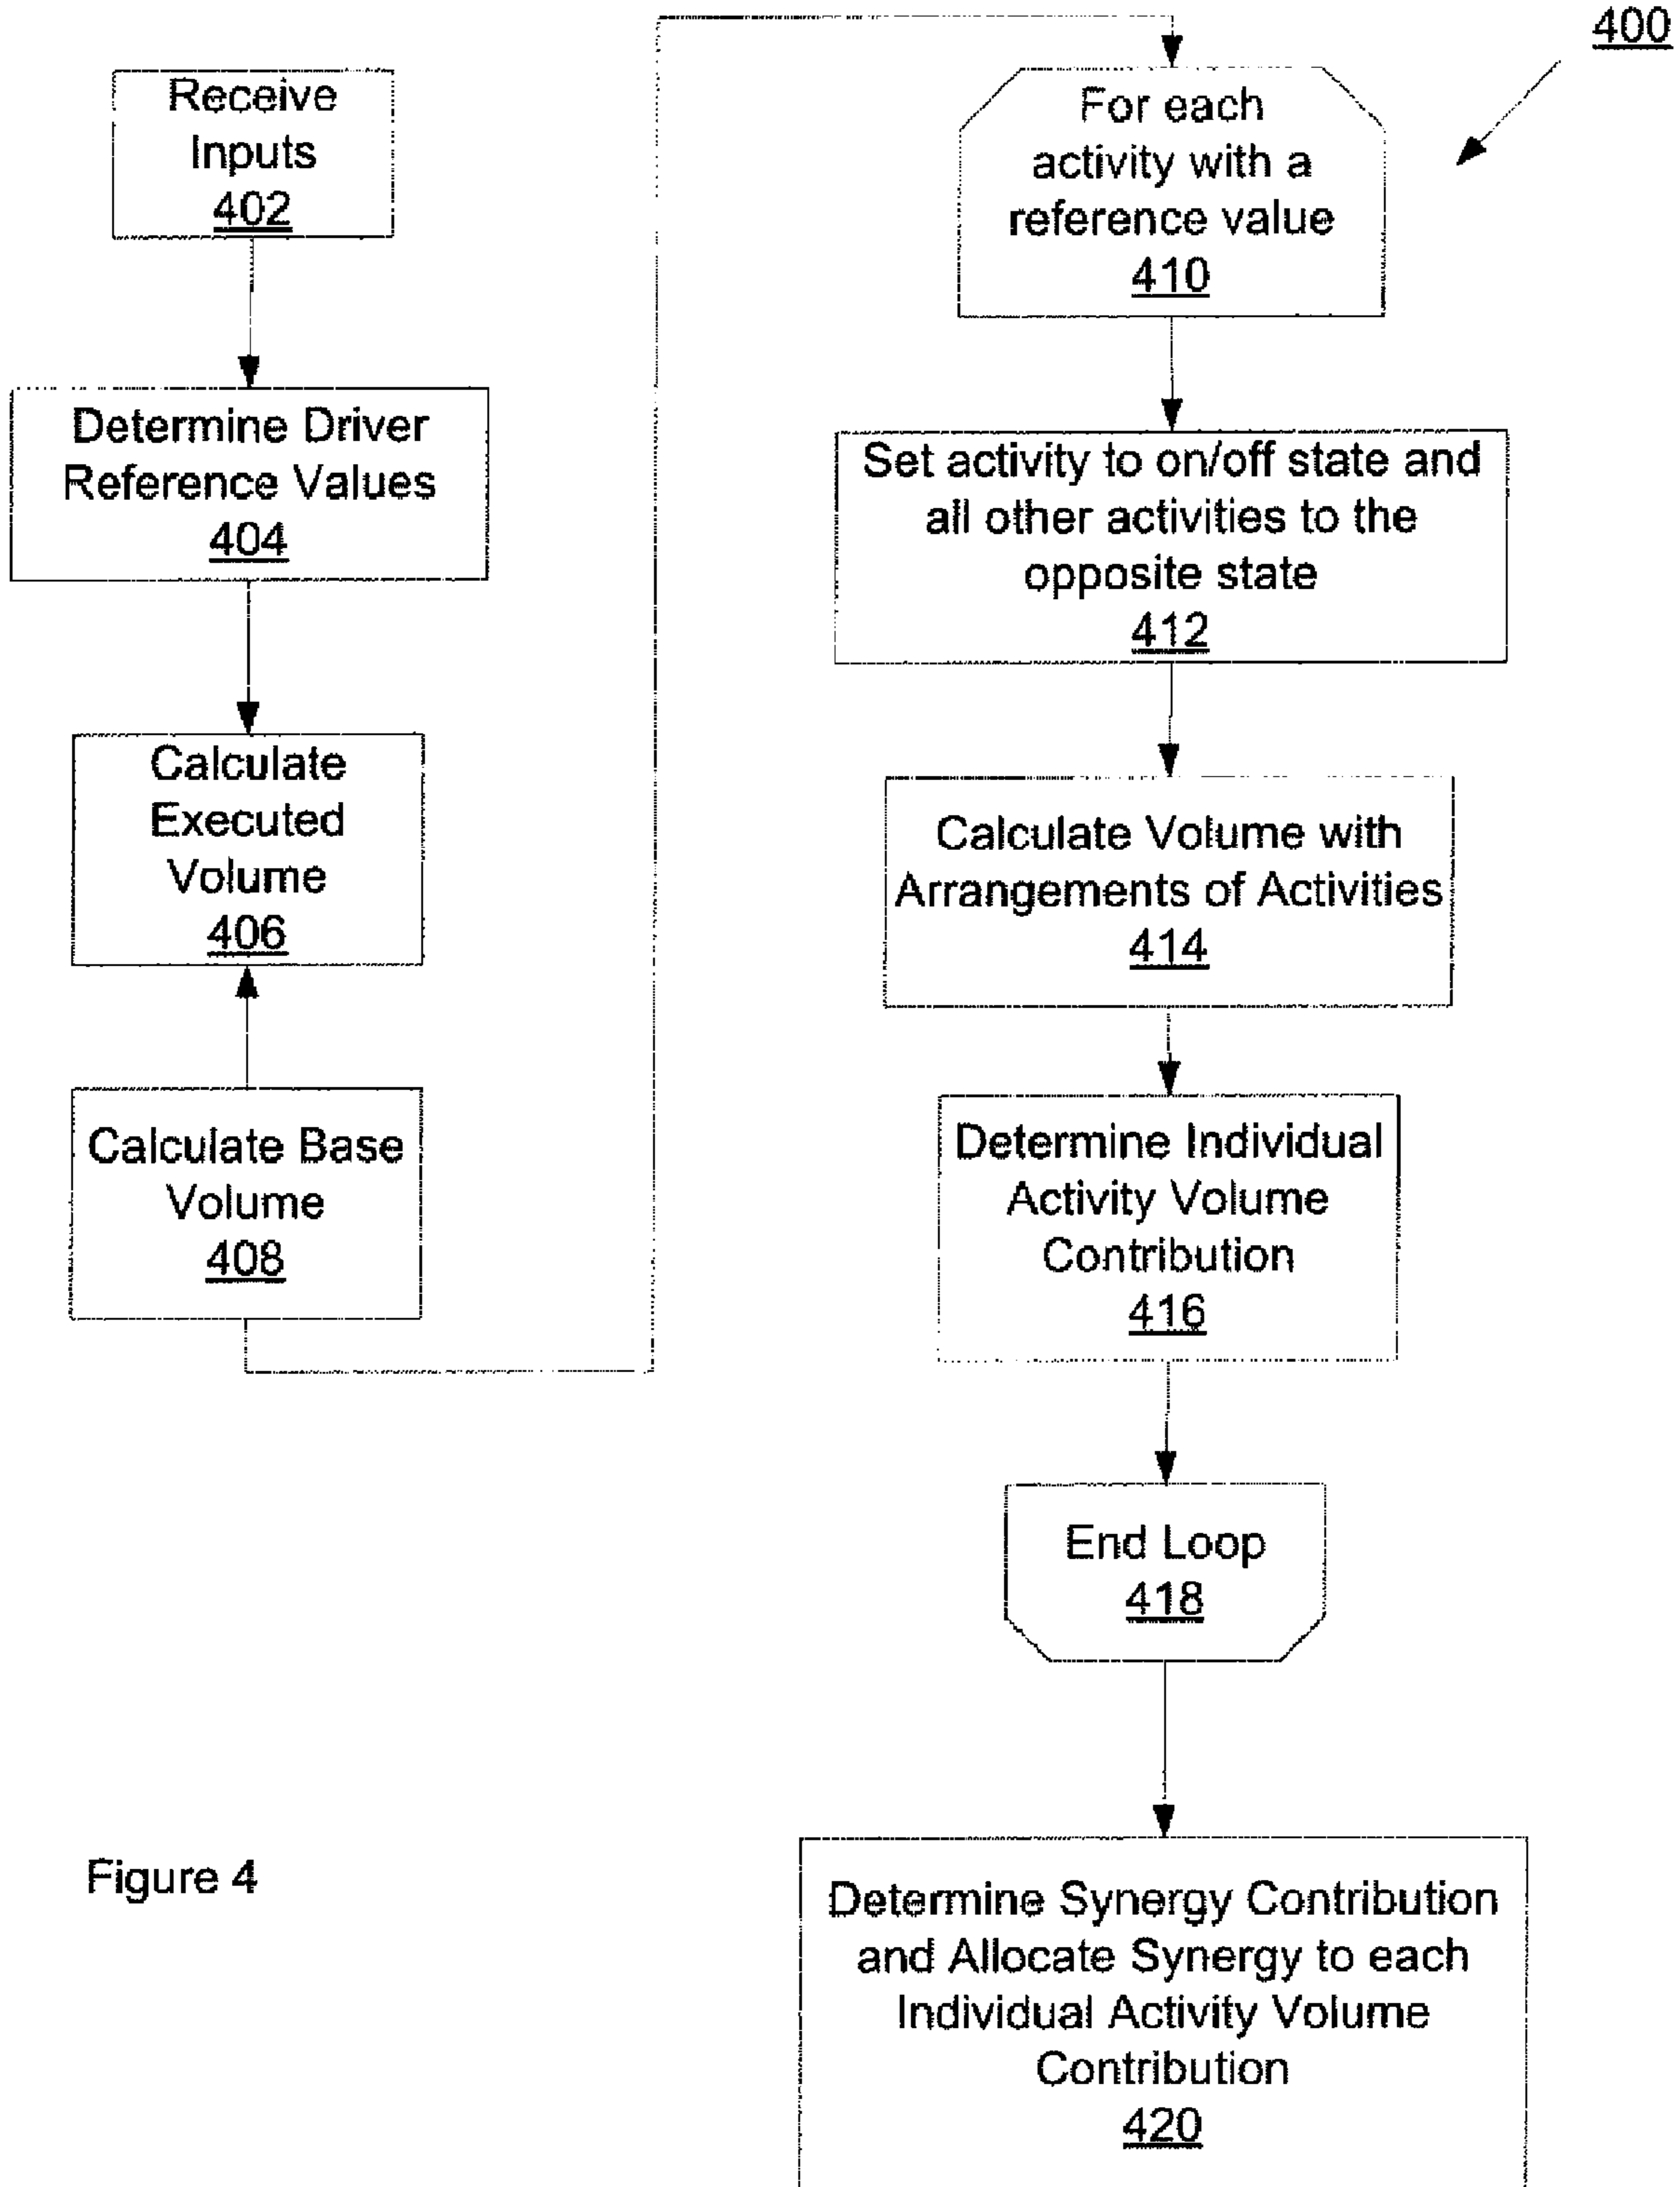 400
Receive
Inputs
402
Determine Driver
Reference Values
404
Calculate
Executed
Volume
406
Calculate Base
Volume
408
For each
activity with a
reference value
410
Set activity to on/off state and
all other activities to the
opposite state
412
Calculate Volume with
Arrangements of Activities
414
Determine Individual
Activity Volume
Contribution
416
End Loop
418
Determine Synergy Contribution
and Allocate Synergy to each
Individual Activity Volume
Contribution
420
Figure 4